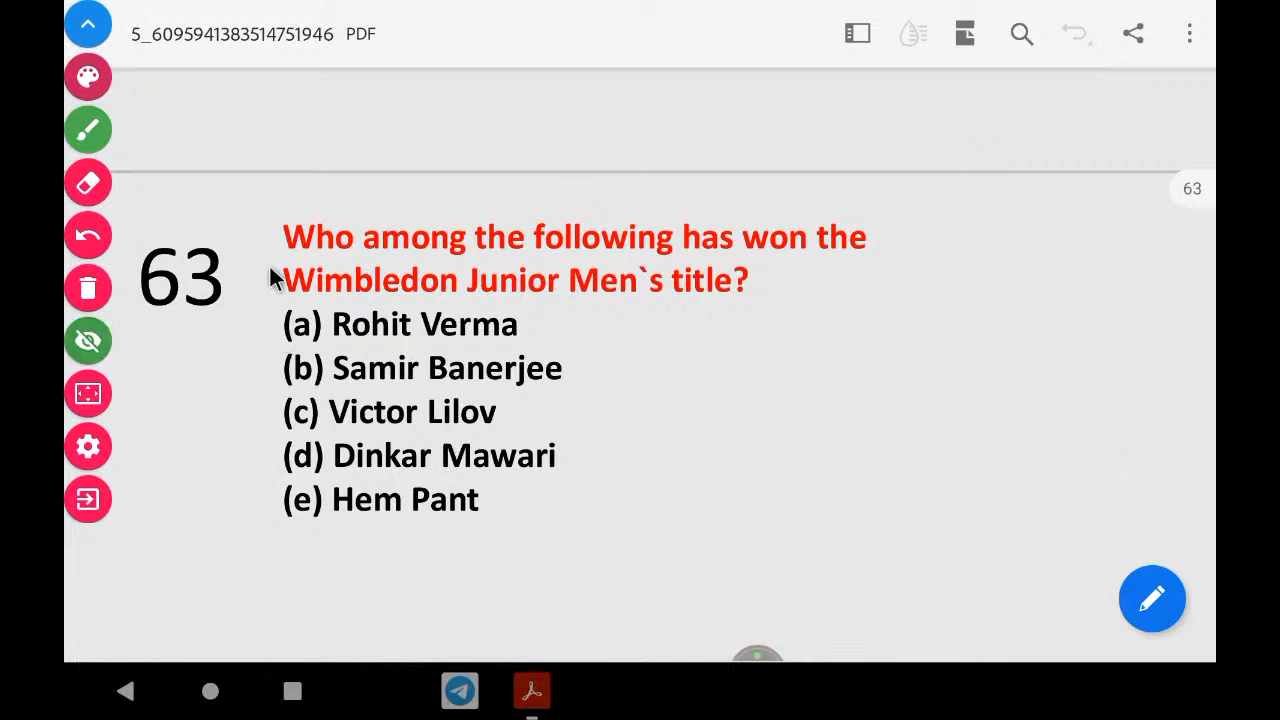 5_6095941383514751946 PDF
63
63
Who among the following has won the
Wimbledon Junior Men`s title?
(a) Rohit Verma
(b) Samir Banerjee
(c) Victor Lilov
(d) Dinkar Mawari
(e) Hem Pant